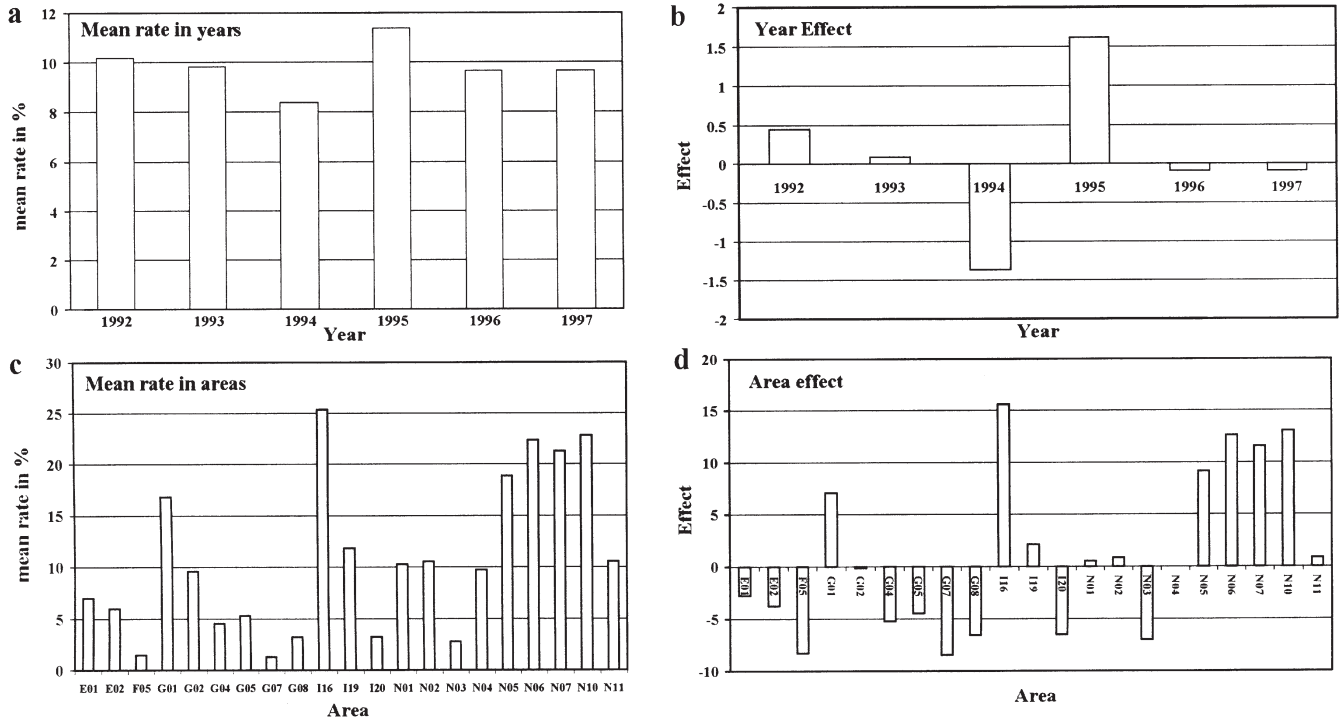 a
Mean rate in years
mean rate in %
12
10
8
6
4
2
0
1992 1993 1994 1995 1996 1997
Year
b
Year Effect
Effect
2
1.5
1
0.5
0
-0.5
-1
-1.5
-2
1992 1993 1994 1995 1996 1997
Year
c
Mean rate in areas
mean rate in %
30
25
20
15
10
5
0
E01 E02 F05 G01 G02 G04 G05 G07 G08 I16 I19 I20 N01 N02 N03 N04 N05 N06 N07 N10 N11
Area
d
Area effect
Effect
20
15
10
5
0
-5
-10
E01 E02 F05 G01 G02 G04 G05 G07 G08 I16 I19 I20 N01 N02 N03 N04 N05 N06 N07 N10 N11
Area